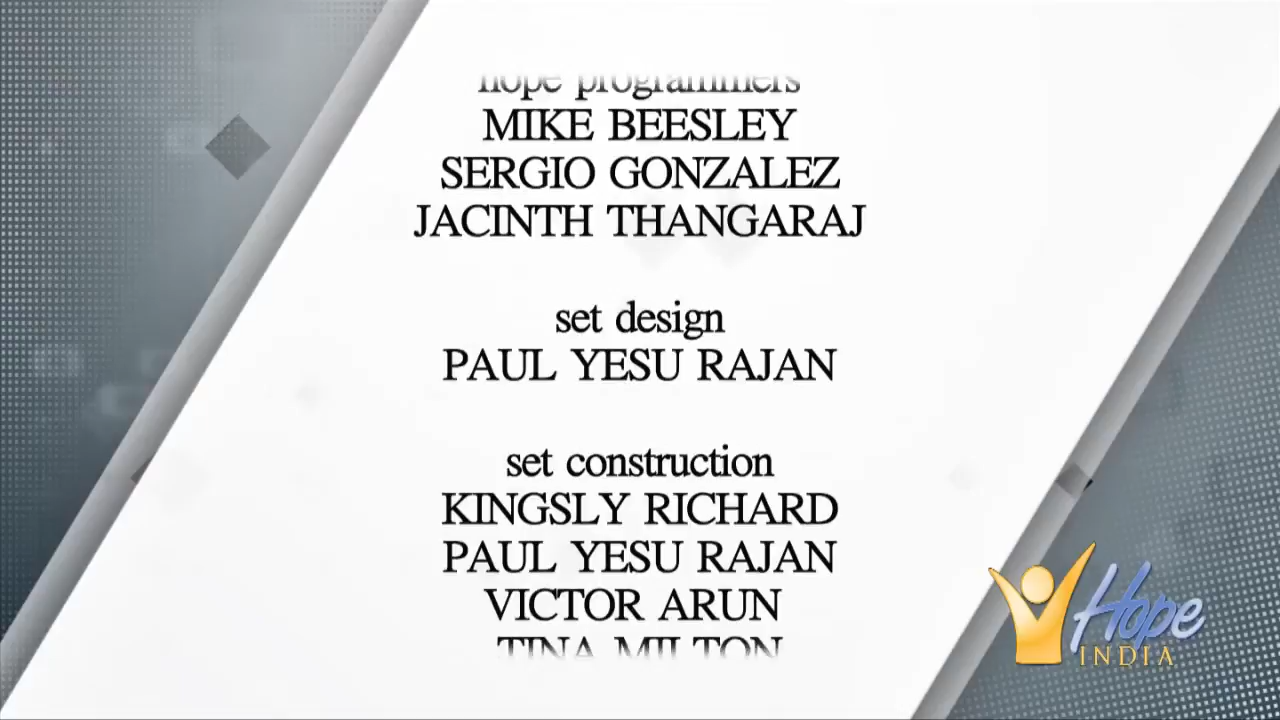 hope programmers
MIKE BEESLEY
SERGIO GONZALEZ
JACINTH THANGARAJ
set design
PAUL YESU RAJAN
set construction
KINGSLY RICHARD
PAUL YESU RAJAN
VICTOR ARUN
TINA MILTON
Hope
INDIA